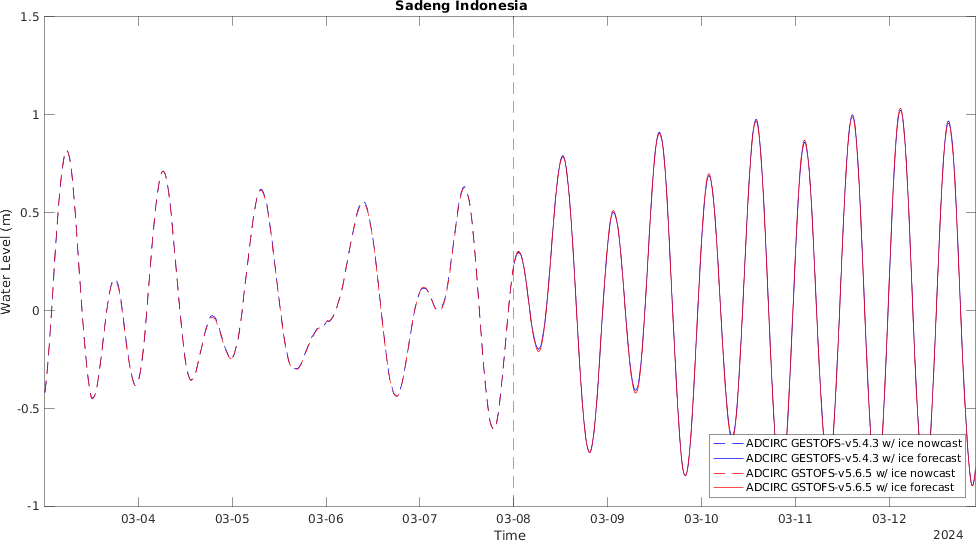 Sadeng Indonesia
1.5
1
0.5
0
-0.5
-1
Water Level (m)
03-04 03-05 03-06 03-07 03-08 03-09 03-10 03-11 03-12
Time
2024
ADCIRC GESTOFS-v5.4.3 w/ ice nowcast
ADCIRC GESTOFS-v5.4.3 w/ ice forecast
ADCIRC GSTOFS-v5.6.5 w/ ice nowcast
ADCIRC GSTOFS-v5.6.5 w/ ice forecast